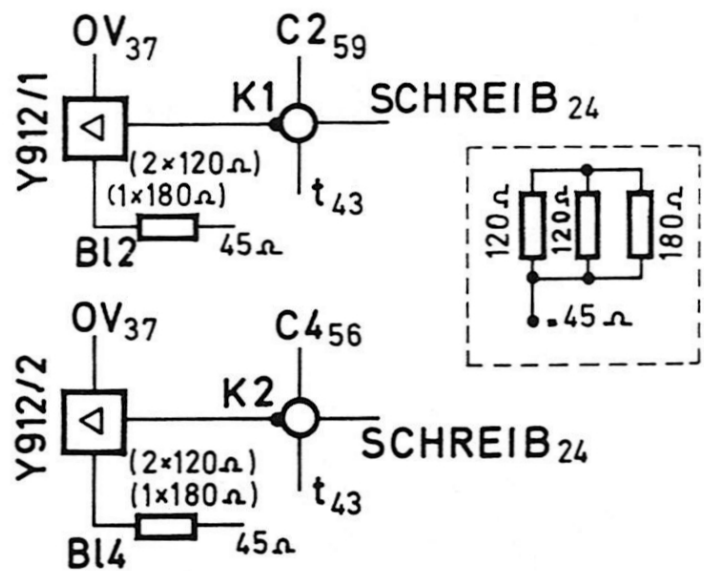 OV37
C259
Y912/1
K1
SCHREIB24
(2×120Ω)
(1×180Ω)
t43
Bl2
45Ω
120Ω
120Ω
180Ω
.45Ω
OV37
C456
Y912/2
K2
SCHREIB24
(2×120Ω)
(1×180Ω)
t43
Bl4
45Ω